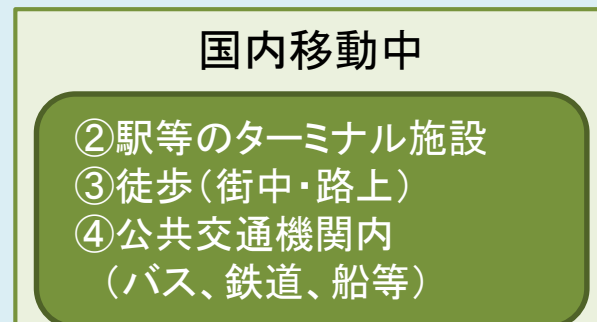 国内移動中
②駅等のターミナル施設
③徒歩（街中・路上）
④公共交通機関内
（バス、鉄道、船等）